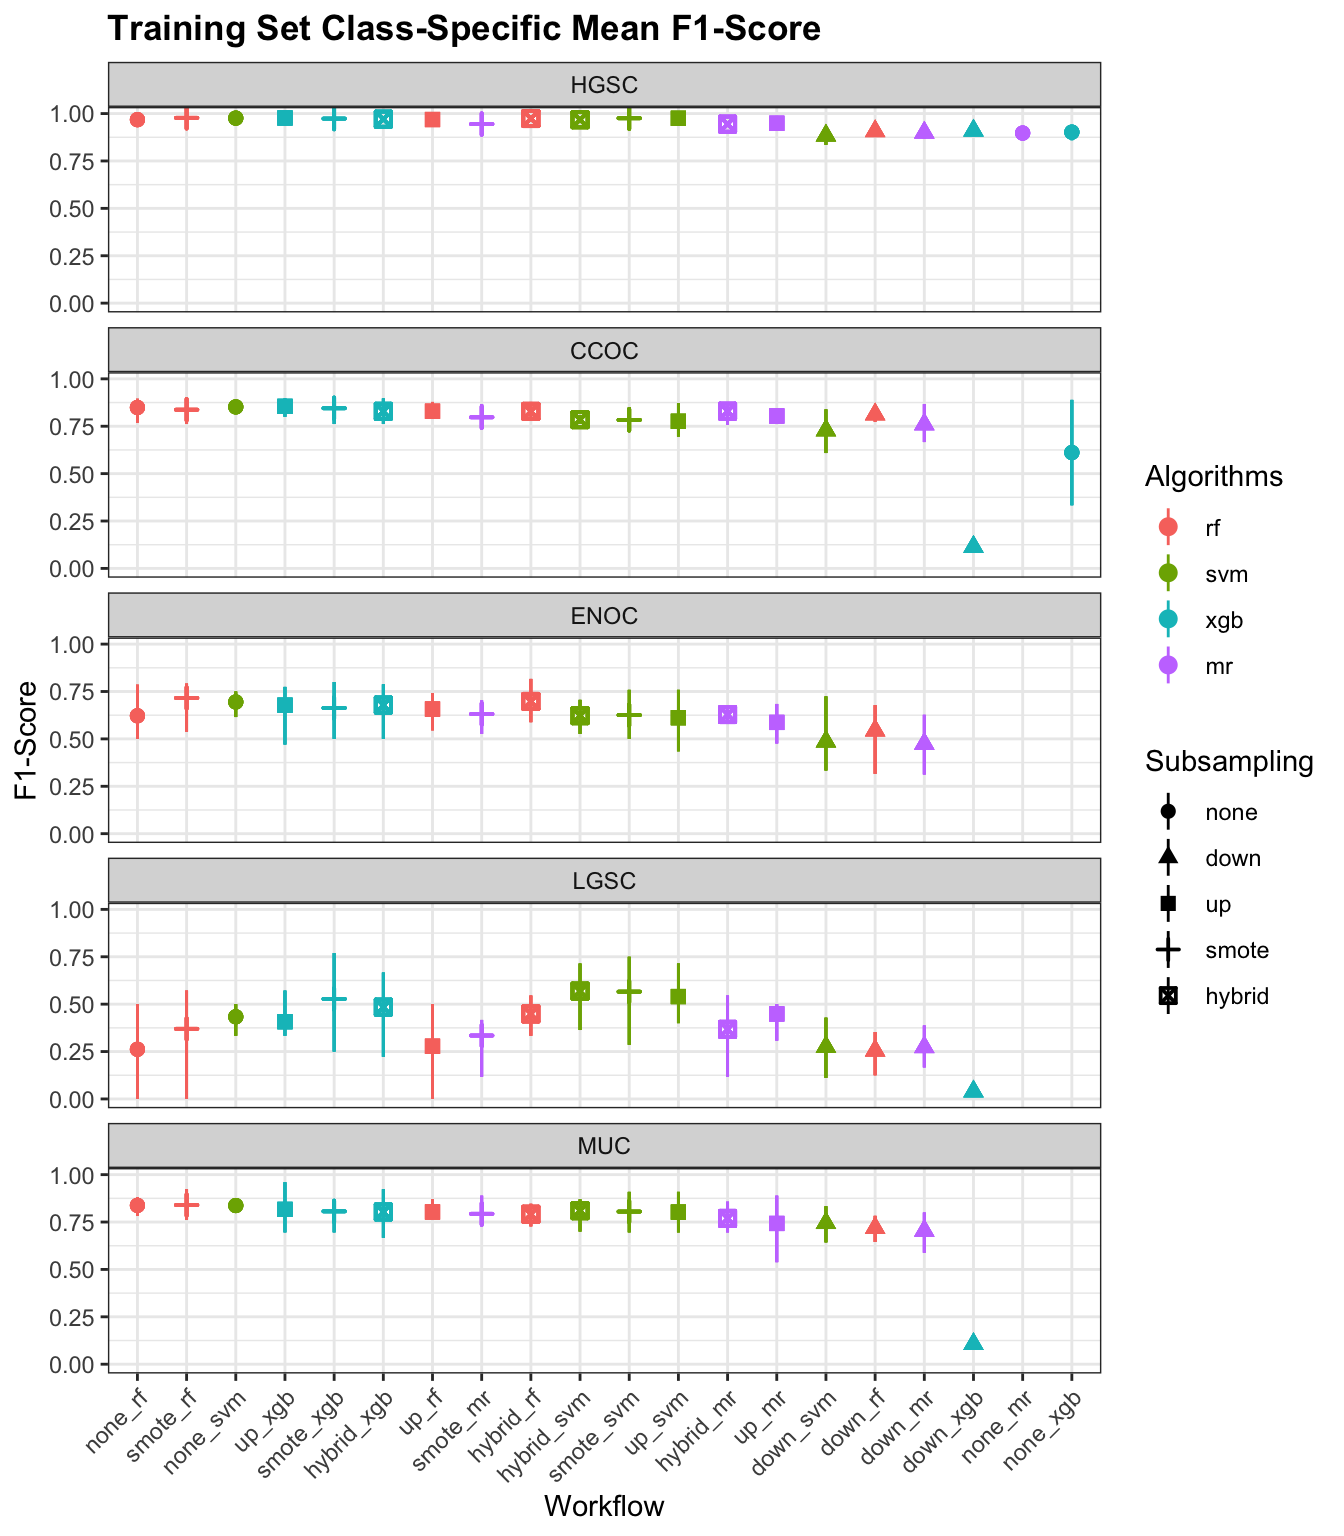 Training Set Class-Specific Mean F1-Score
HGSC
1.00
0.75
0.50
0.25
0.00
CCOC
1.00
0.75
0.50
0.25
0.00
ENOC
1.00
0.75
0.50
0.25
0.00
LGSC
1.00
0.75
0.50
0.25
0.00
MUC
1.00
0.75
0.50
0.25
0.00
F1-Score
none_rf
smote_rf
none_svm
up_xgb
smote_xgb
hybrid_xgb
up_rf
smote_mr
hybrid_rf
hybrid_svm
smote_svm
up_svm
hybrid_mr
up_mr
down_svm
down_rf
down_mr
down_xgb
none_mr
none_xgb
Workflow
Algorithms
rf
svm
xgb
mr
Subsampling
none
down
up
smote
hybrid